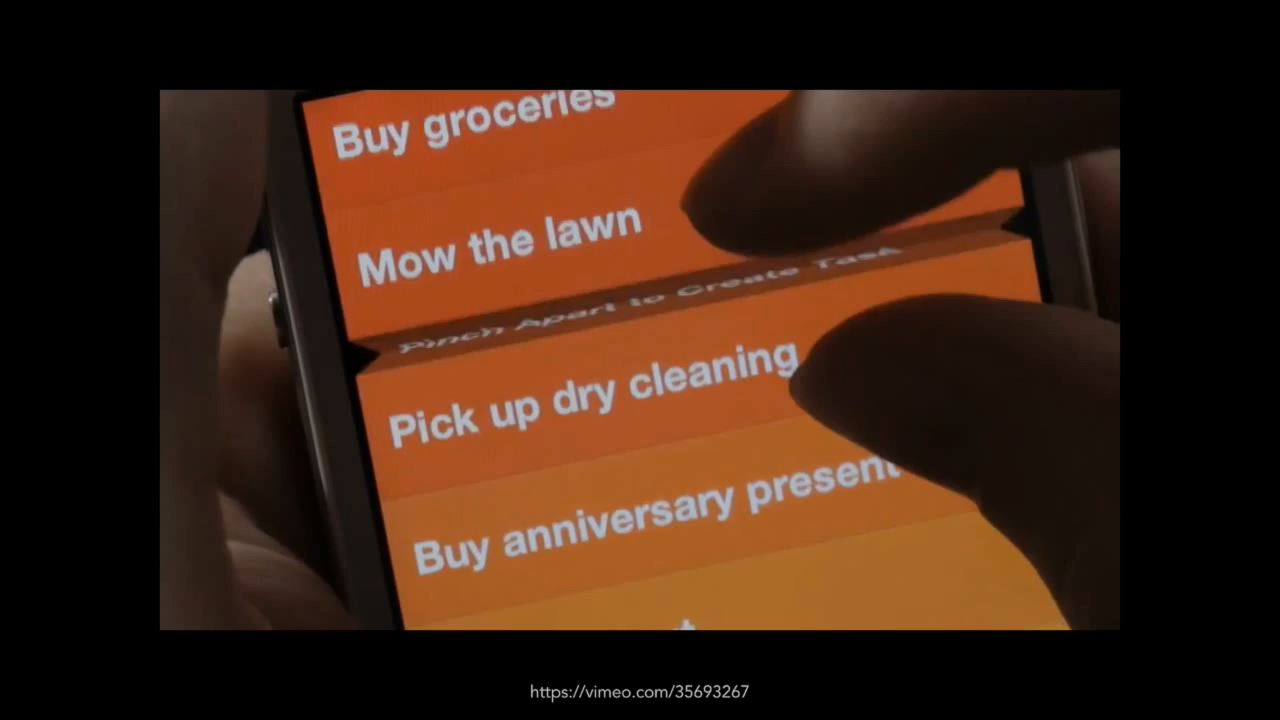 Buy groceries
Mow the lawn
Pinch Apart to Create Task
Pick up dry cleaning
Buy anniversary present
https://vimeo.com/35693267